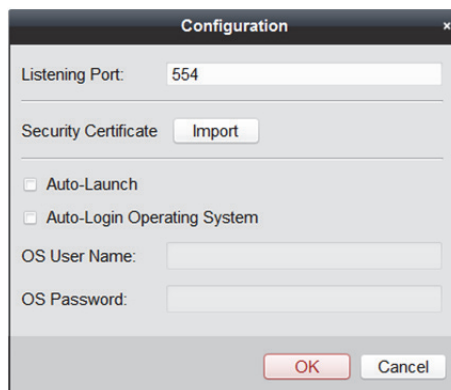 Configuration ×
Listening Port: 554
Security Certificate Import
Auto-Launch
Auto-Login Operating System
OS User Name:
OS Password:
OK Cancel